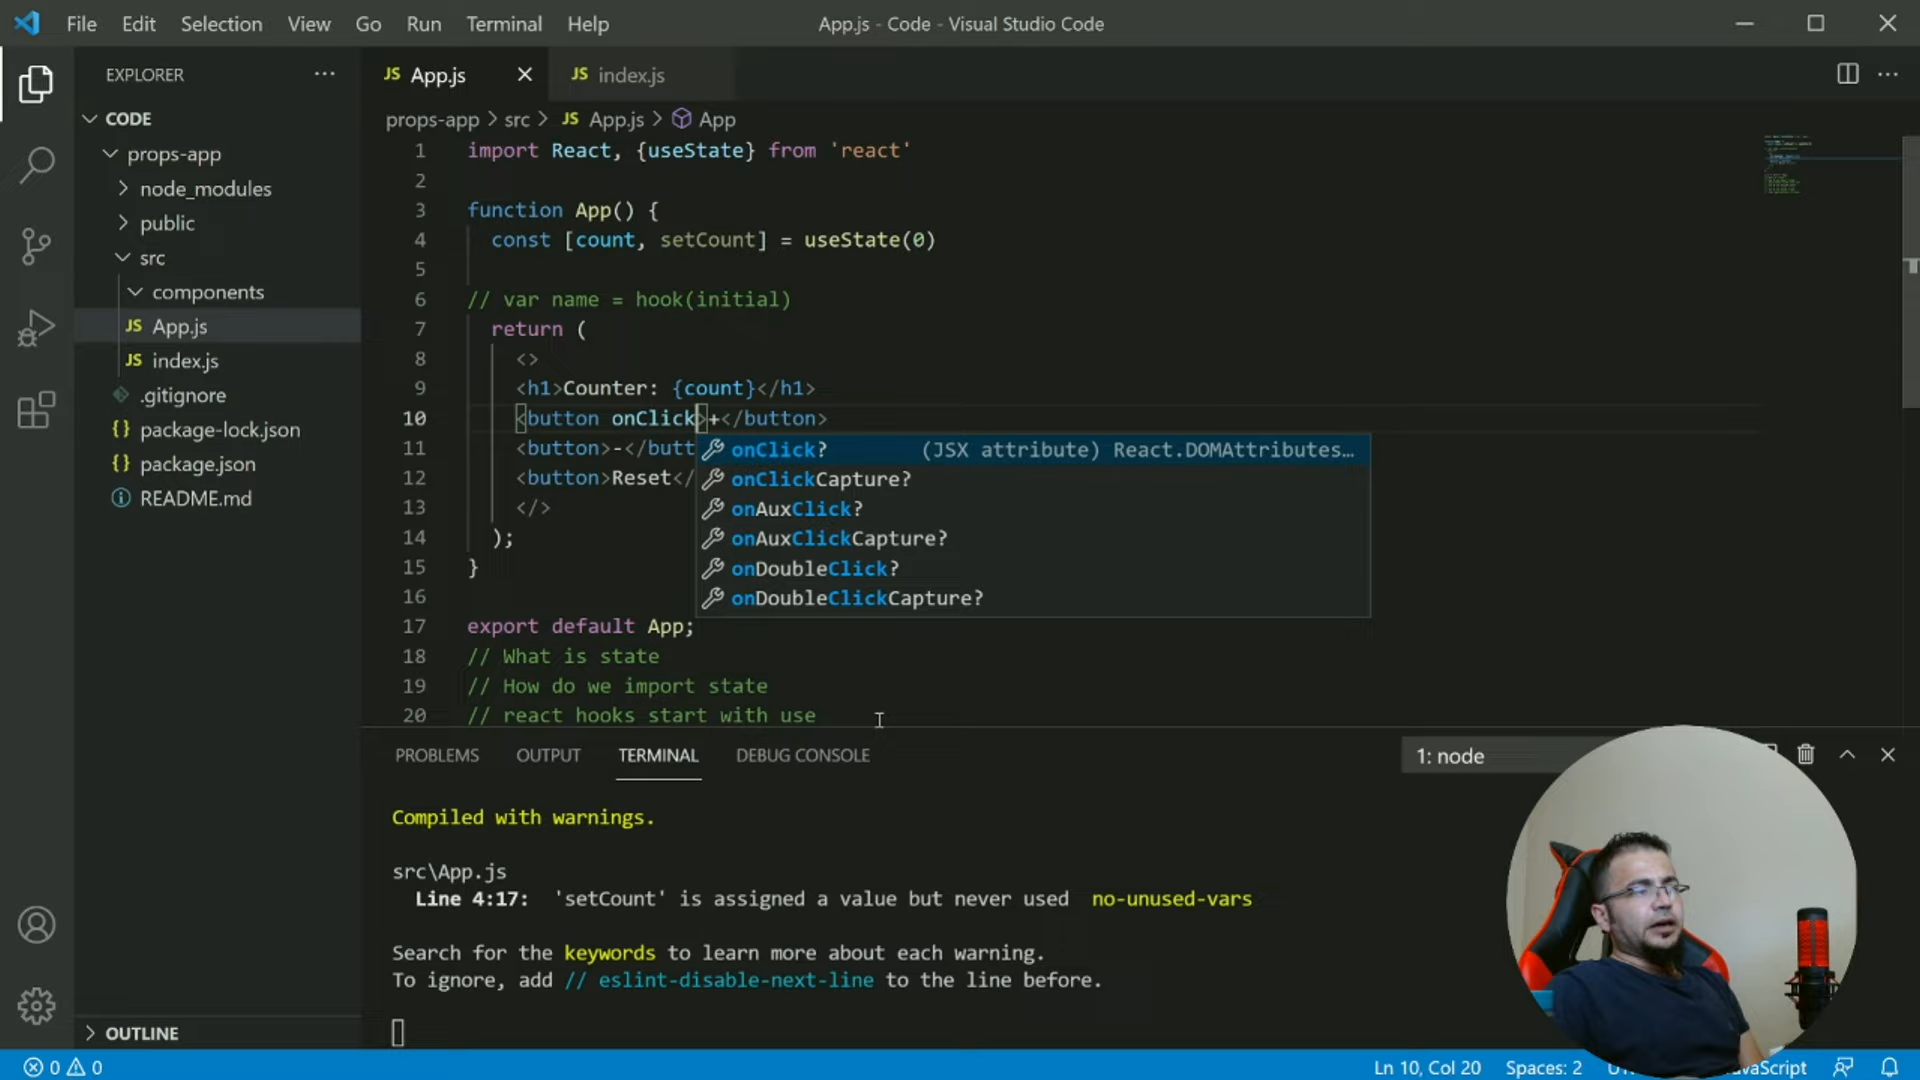 File Edit Selection View Go Run Terminal Help
App.js - Code - Visual Studio Code
EXPLORER
CODE
props-app
node_modules
public
src
components
JS App.js
JS index.js
.gitignore
{} package-lock.json
{} package.json
README.md
OUTLINE
JS App.js
JS index.js
props-app > src > JS App.js > App
1 import React, {useState} from 'react'
2
3 function App() {
4 const [count, setCount] = useState(0)
5
6 // var name = hook(initial)
7 return (
8 <>
9 <h1>Counter: {count}</h1>
10 <button onClick>+</button>
11 <button>-</butt
12 <button>Reset</
13 </>
14 );
15 }
16
17 export default App;
18 // What is state
19 // How do we import state
20 // react hooks start with use
onClick? (JSX attribute) React.DOMAttributes…
onClickCapture?
onAuxClick?
onAuxClickCapture?
onDoubleClick?
onDoubleClickCapture?
PROBLEMS OUTPUT TERMINAL DEBUG CONSOLE
1: node
Compiled with warnings.
src\App.js
Line 4:17: 'setCount' is assigned a value but never used no-unused-vars
Search for the keywords to learn more about each warning.
To ignore, add // eslint-disable-next-line to the line before.
0 0
Ln 10, Col 20 Spaces: 2 UT vaScript